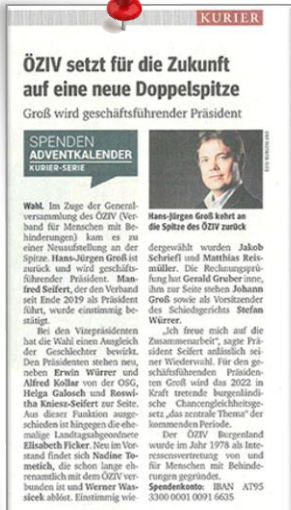 KURIER
ÖZIV setzt für die Zukunft
auf eine neue Doppelspitze
Groß wird geschäftsführender Präsident
SPENDEN
ADVENTKALENDER
KURIER-SERIE
Hans-Jürgen Groß kehrt an
die Spitze des ÖZIV zurück
Wahl. Im Zuge der General-
versammlung des ÖZIV (Ver-
band für Menschen mit Be-
hinderungen) kam es zu
einer Neuaufstellung an der
Spitze. Hans-Jürgen Groß ist
zurück und wird geschäfts-
führender Präsident. Man-
fred Seifert, der den Verband
seit Ende 2019 als Präsident
führt, wurde einstimmig be-
stätigt.
Bei den Vizepräsidenten
hat die Wahl einen Ausgleich
der Geschlechter bewirkt.
Den Präsidenten stehen neu,
neben Erwin Würrer und
Alfred Kollar von der OSG,
Helga Galosch und Roswi-
tha Kniesz-Seifert zur Seite.
Aus dieser Funktion ausge-
schieden ist hingegen die ehe-
malige Landtagsabgeordnete
Elisabeth Ficker. Neu im Vor-
stand findet sich Nadine To-
metich, die schon lange eh-
renamtlich mit dem ÖZIV ver-
bunden ist und Werner Was-
sicek ablöst. Einstimmig wie-
dergewählt wurden Jakob
Schriefl und Matthias Reis-
müller. Die Rechnungsprü-
fung hat Gerald Gruber inne,
ihm zur Seite stehen Johann
Groß sowie als Vorsitzender
des Schiedsgerichts Stefan
Würrer.
„Ich freue mich auf die
Zusammenarbeit“, sagte Prä-
sident Seifert anlässlich sei-
ner Wiederwahl. Für den ge-
schäftsführenden Präsiden-
ten Groß wird das 2022 in
Kraft tretende burgenländi-
sche Chancengleichheitsge-
setz „das zentrale Thema“ der
kommenden Periode.
Der ÖZIV Burgenland
wurde im Jahr 1978 als Inte-
ressensvertretung von und
für Menschen mit Behinde-
rungen gegründet.
Spendenkonto: IBAN AT95
3300 0001 0091 6635